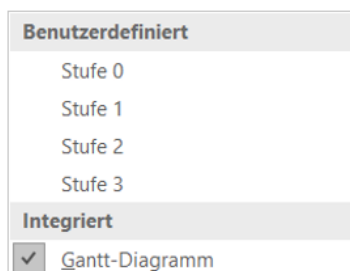 Benutzerdefiniert
Stufe 0
Stufe 1
Stufe 2
Stufe 3
Integriert
Gantt-Diagramm